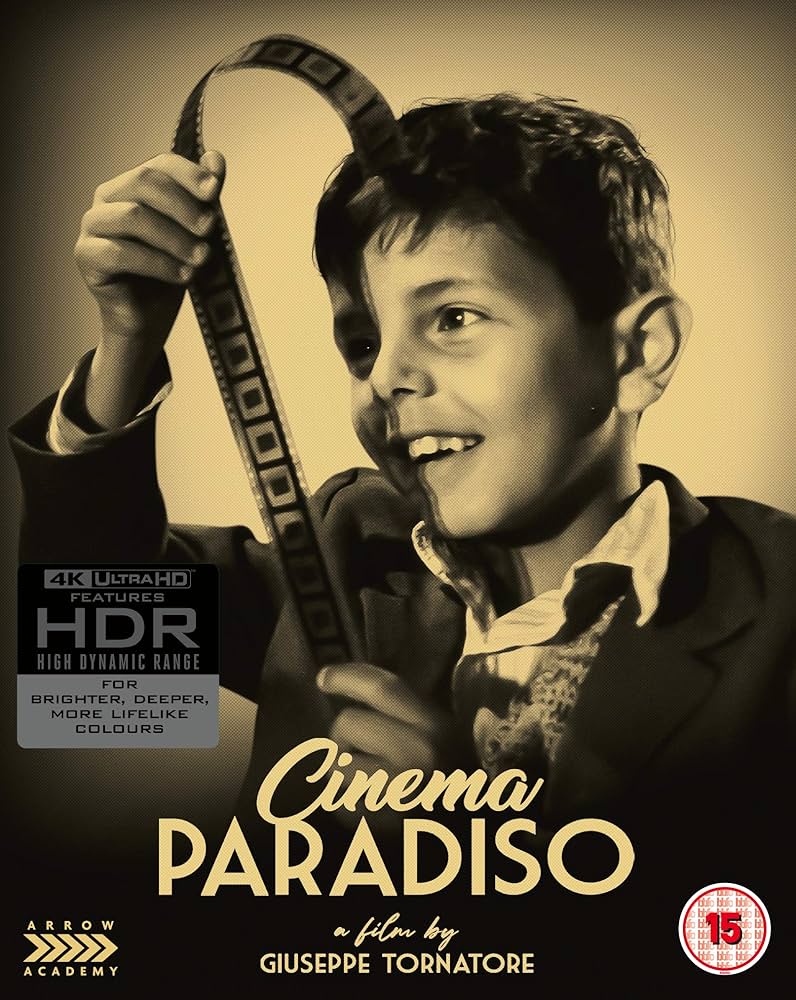 4K ULTRA HD
FEATURES
HDR
HIGH DYNAMIC RANGE
FOR
BRIGHTER, DEEPER,
MORE LIFELIKE
COLOURS
Cinema
PARADISO
a film by
GIUSEPPE TORNATORE
ARROW
ACADEMY
15